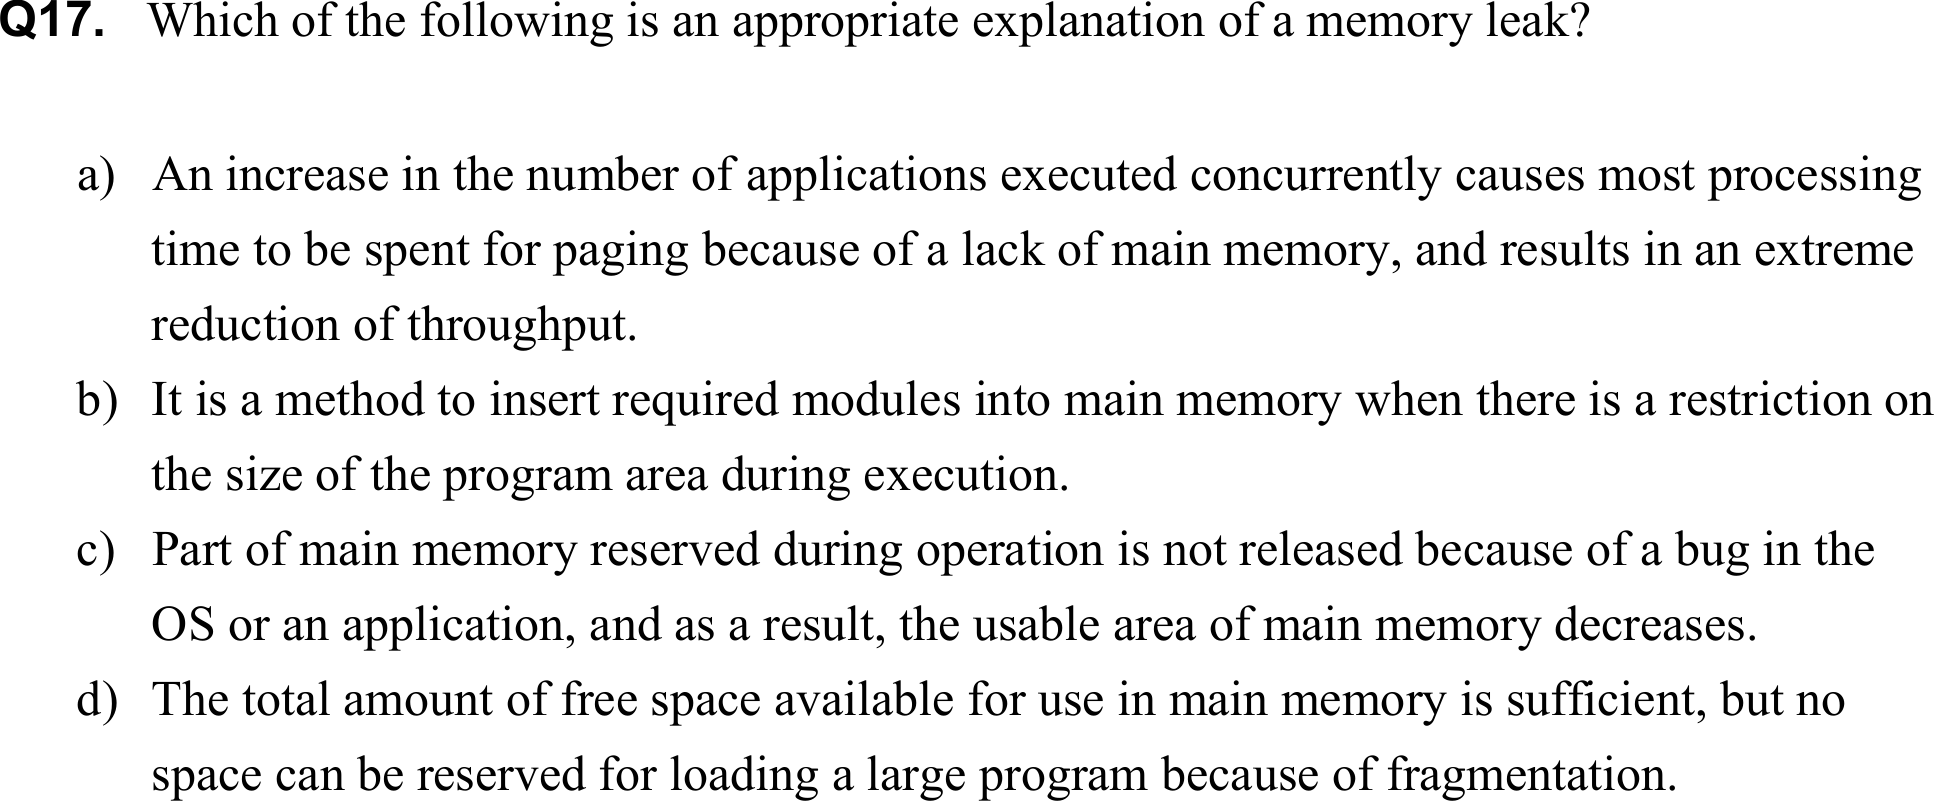 Q17. Which of the following is an appropriate explanation of a memory leak?
a) An increase in the number of applications executed concurrently causes most processing
time to be spent for paging because of a lack of main memory, and results in an extreme
reduction of throughput.
b) It is a method to insert required modules into main memory when there is a restriction on
the size of the program area during execution.
c) Part of main memory reserved during operation is not released because of a bug in the
OS or an application, and as a result, the usable area of main memory decreases.
d) The total amount of free space available for use in main memory is sufficient, but no
space can be reserved for loading a large program because of fragmentation.